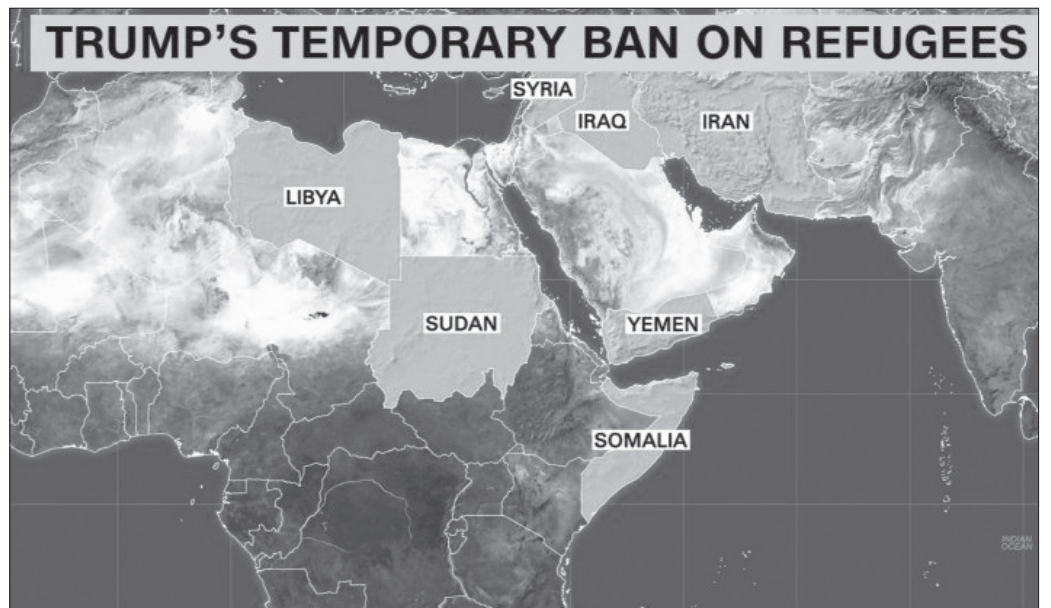 TRUMP'S TEMPORARY BAN ON REFUGEES
SYRIA
IRAQ
IRAN
LIBYA
SUDAN
YEMEN
SOMALIA
INDIAN
OCEAN